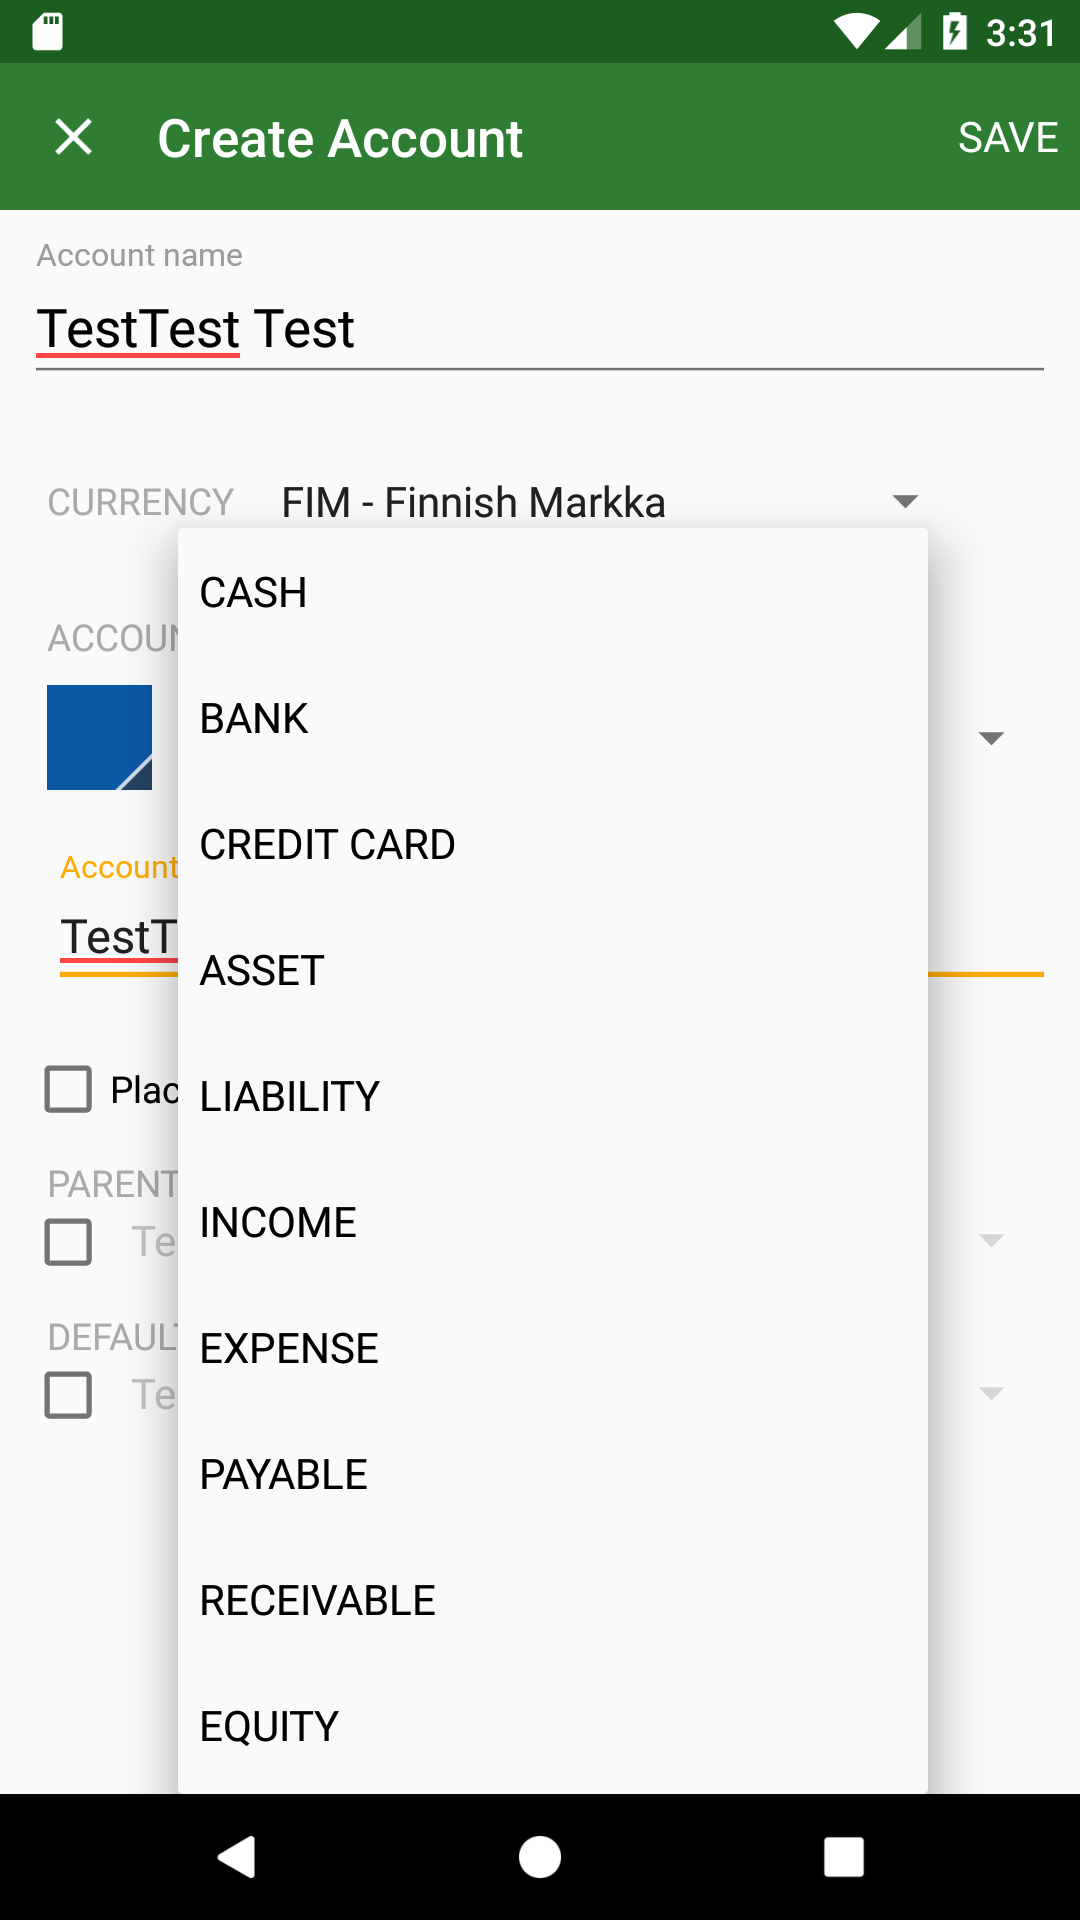 3:31
Create Account
SAVE
Account name
TestTest Test
CURRENCY
FIM - Finnish Markka
CASH
ACCOUN
BANK
CREDIT CARD
Account
TestT
ASSET
Plac
LIABILITY
PARENT
INCOME
Te
DEFAULT
EXPENSE
Te
PAYABLE
RECEIVABLE
EQUITY